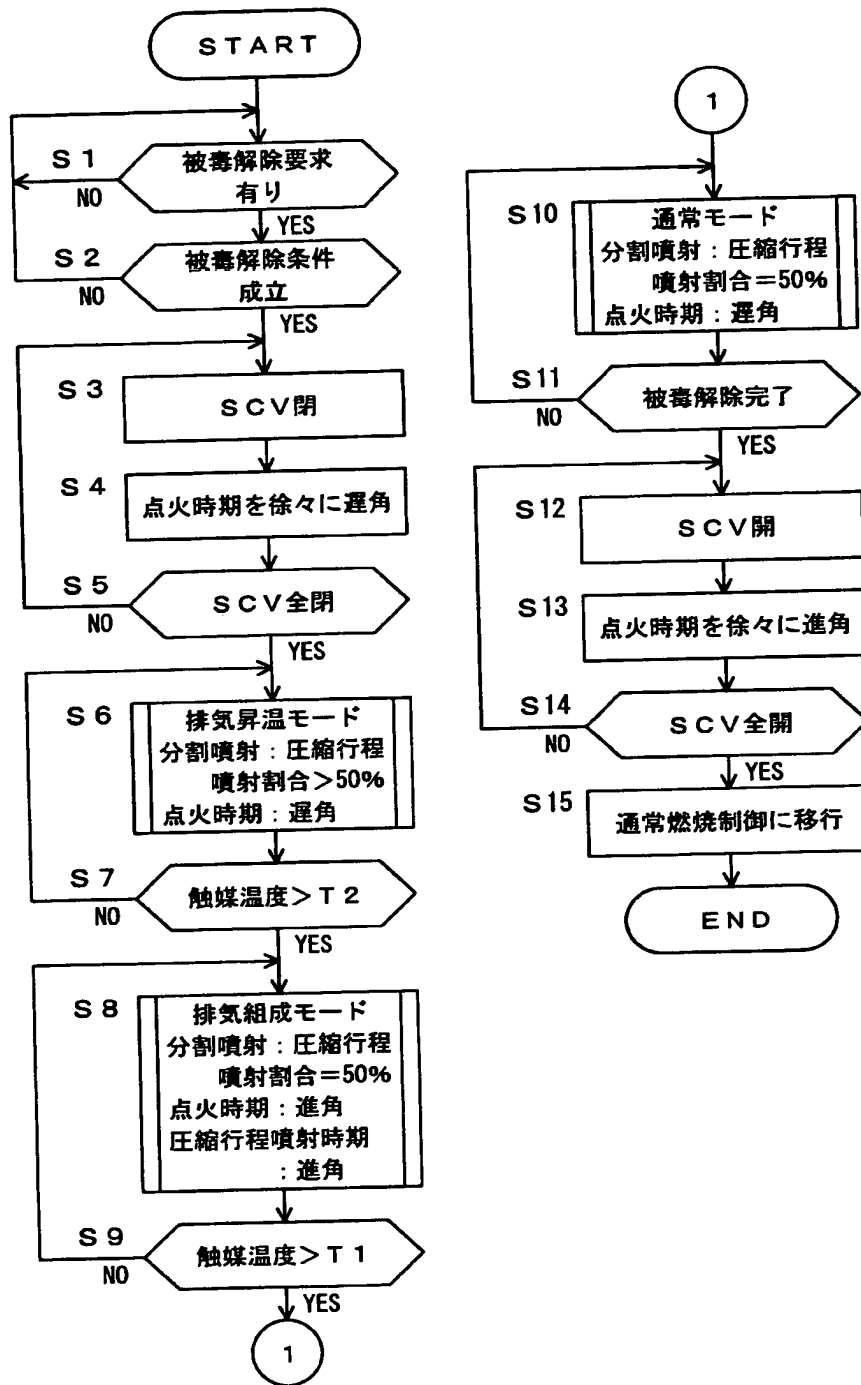 START
S1
被毒解除要求
有り
NO
YES
S2
被毒解除条件
成立
NO
YES
S3
SCV閉
S4
点火時期を徐々に遅角
S5
SCV全閉
NO
YES
S6
排気昇温モード
分割噴射:圧縮行程
噴射割合>50%
点火時期:遅角
S7
触媒温度>T2
NO
YES
S8
排気組成モード
分割噴射:圧縮行程
噴射割合=50%
点火時期:進角
圧縮行程噴射時期
:進角
S9
触媒温度>T1
NO
YES
1
1
S10
通常モード
分割噴射:圧縮行程
噴射割合=50%
点火時期:遅角
S11
被毒解除完了
NO
YES
S12
SCV開
S13
点火時期を徐々に進角
S14
SCV全開
NO
YES
S15
通常燃焼制御に移行
END